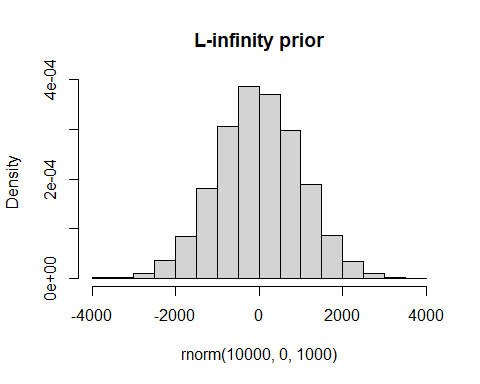 L-infinity prior
Density
4e-04
2e-04
0e+00
-4000 -2000 0 2000 4000
rnorm(10000, 0, 1000)